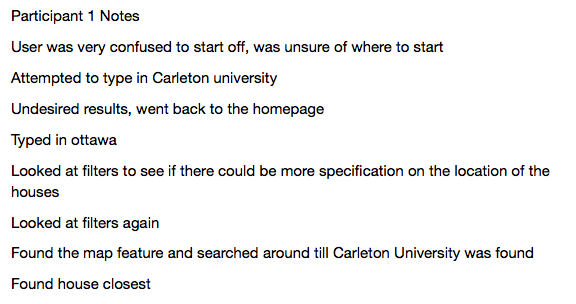 Participant 1 Notes
User was very confused to start off, was unsure of where to start
Attempted to type in Carleton university
Undesired results, went back to the homepage
Typed in ottawa
Looked at filters to see if there could be more specification on the location of the
houses
Looked at filters again
Found the map feature and searched around till Carleton University was found
Found house closest